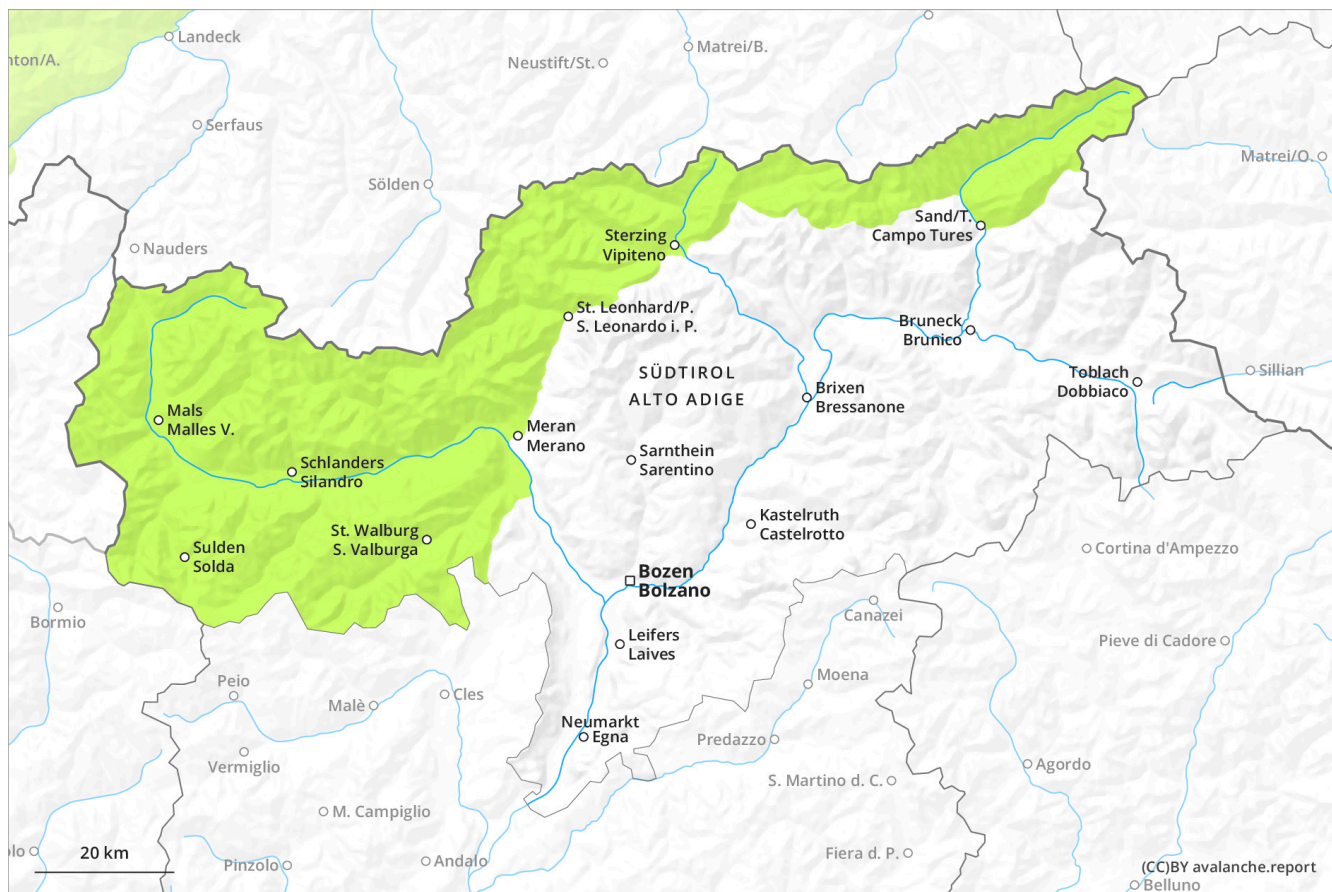 Landeck
nton/A.
Matrei/B.
Neustift/St.
Serfaus
Matrei/O.
Sölden
Nauders
Sand/T.
Campo Tures
Sterzing
Vipiteno
St. Leonhard/P.
S. Leonardo i. P.
Bruneck
Brunico
Toblach
Dobbiaco
Sillian
SÜDTIROL
ALTO ADIGE
Brixen
Bressanone
Mals
Malles V.
Meran
Merano
Schlanders
Silandro
Sarnthein
Sarentino
Kastelruth
Castelrotto
St. Walburg
S. Valburga
Sulden
Solda
Cortina d'Ampezzo
Bozen
Bolzano
Bormio
Canazei
Leifers
Laives
Pieve di Cadore
Peio
Malè
Cles
Moena
Neumarkt
Egna
Predazzo
Vermiglio
Agordo
S. Martino d. C.
M. Campiglio
20 km
olo
Pinzolo
Andalo
Fiera d. P.
(CC)BY avalanche.report
Belluno